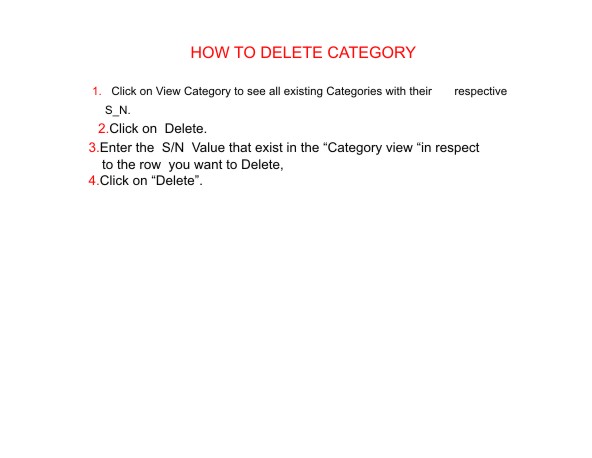 HOW TO DELETE CATEGORY
1. Click on View Category to see all existing Categories with their respective
S_N.
2.Click on Delete.
3.Enter the S/N Value that exist in the “Category view “in respect
to the row you want to Delete,
4.Click on “Delete”.